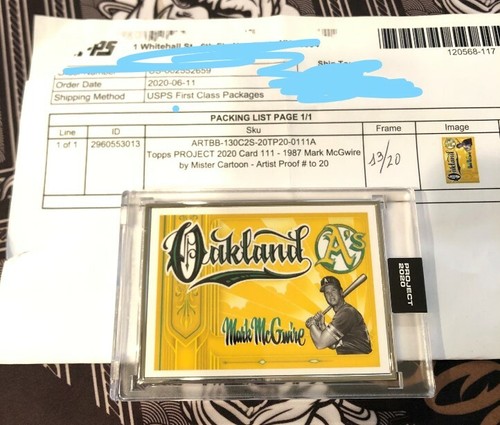 1 Whitehall St.
120568-117
Order Date 2020-06-11
Shipping Method USPS First Class Packages
PACKING LIST PAGE 1/1
Line ID Sku Frame Image
1 of 1 2960553013 ARTBB-130C2S-20TP20-0111A
Topps PROJECT 2020 Card 111 - 1987 Mark McGwire
by Mister Cartoon - Artist Proof # to 20
13/20
Oakland A's
Mark McGwire
PROJECT
2020